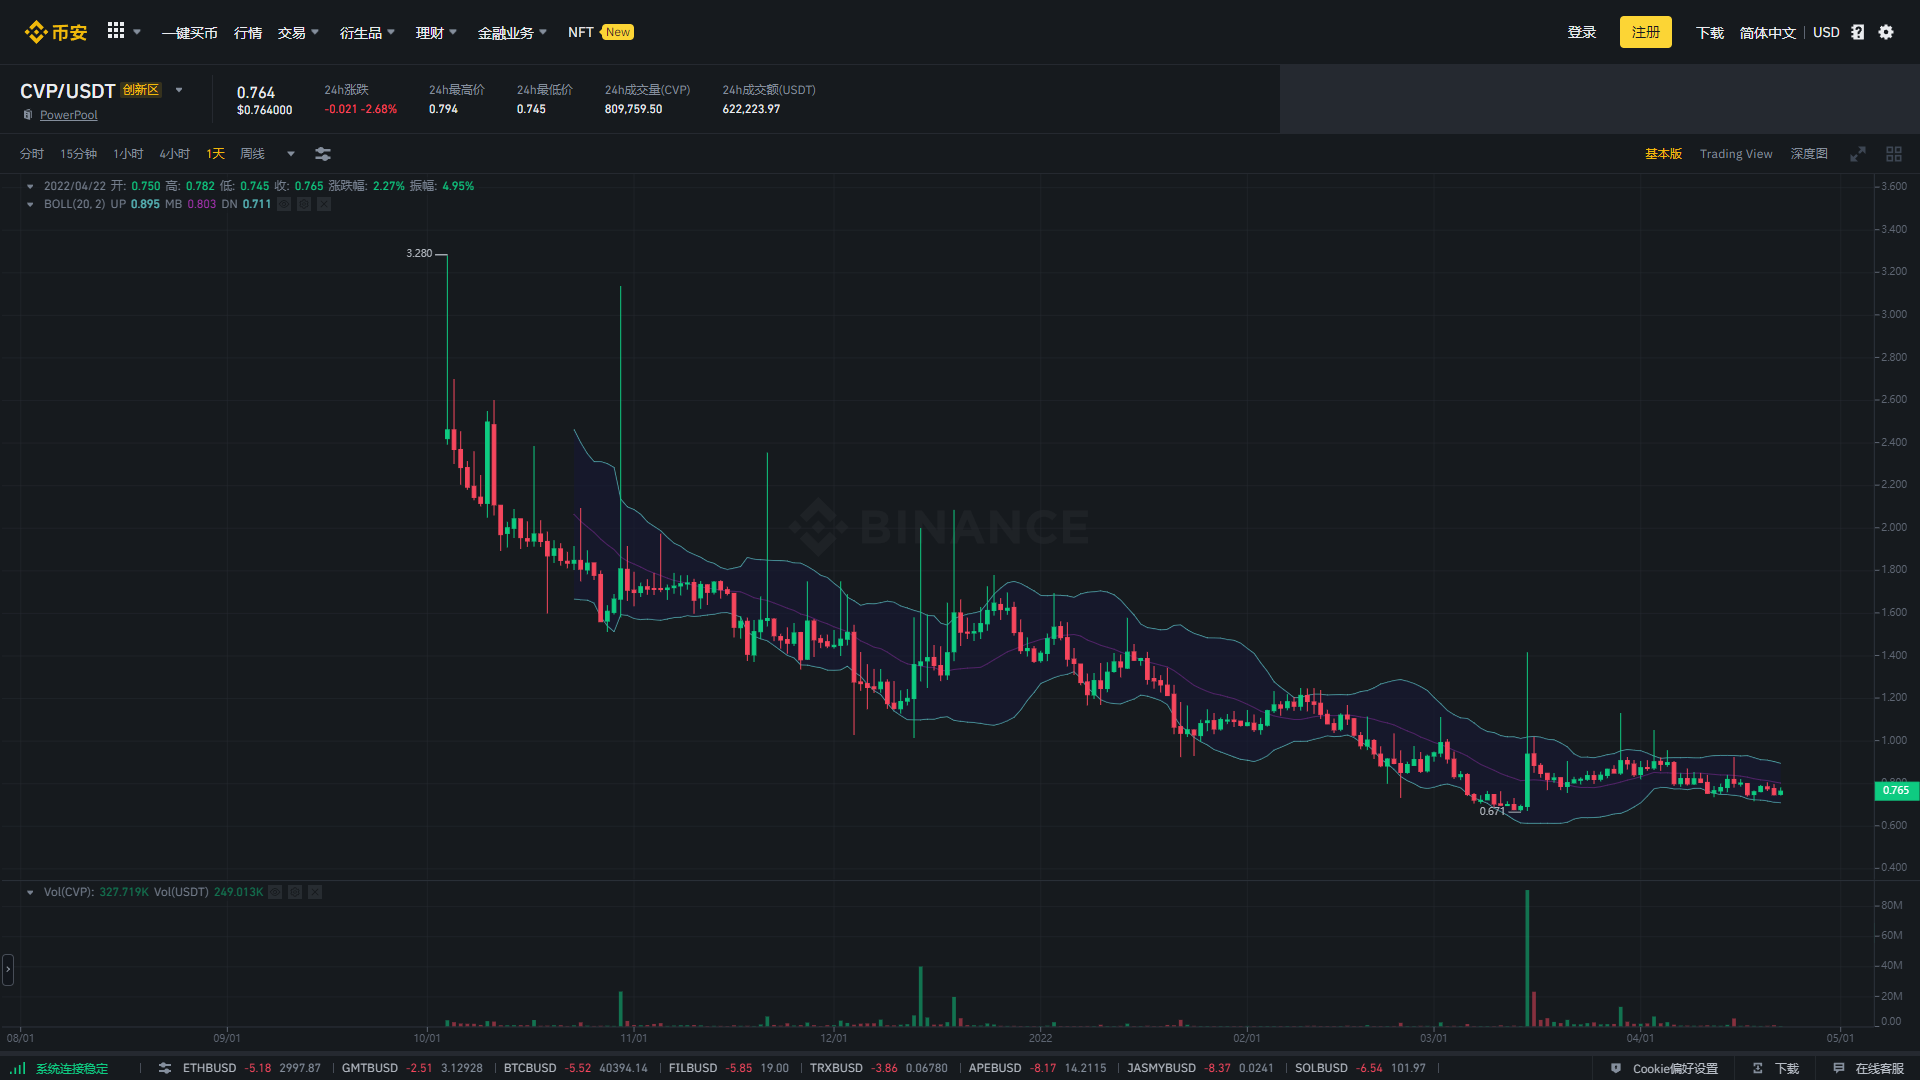 币安 一键买币 行情 交易 衍生品 理财 金融业务 NFT New 登录 注册 下载 简体中文 USD
CVP/USDT 创新区
PowerPool
0.764
$0.764000
24h涨跌
-0.021 -2.68%
24h最高价
0.794
24h最低价
0.745
24h成交量(CVP)
809,759.50
24h成交额(USDT)
622,223.97
分时 15分钟 1小时 4小时 1天 周线 基本版 Trading View 深度图
2022/04/22 开: 0.750 高: 0.782 低: 0.745 收: 0.765 涨跌幅: 2.27% 振幅: 4.95%
BOLL(20, 2) UP 0.895 MB 0.803 DN 0.711
3.280
BINANCE
0.671
3.600
3.400
3.200
3.000
2.800
2.600
2.400
2.200
2.000
1.800
1.600
1.400
1.200
1.000
0.800
0.765
0.600
0.400
Vol(CVP): 327.719K Vol(USDT) 249.013K
80M
60M
40M
20M
0.00
08/01 09/01 10/01 11/01 12/01 2022 02/01 03/01 04/01 05/01
系统连接稳定 ETHBUSD -5.18 2997.87 GMTBUSD -2.51 3.12928 BTCBUSD -5.52 40394.14 FILBUSD -5.85 19.00 TRXBUSD -3.86 0.06780 APEBUSD -8.17 14.2115 JASMYBUSD -8.37 0.0241 SOLBUSD -6.54 101.97 Cookie偏好设置 下载 在线客服